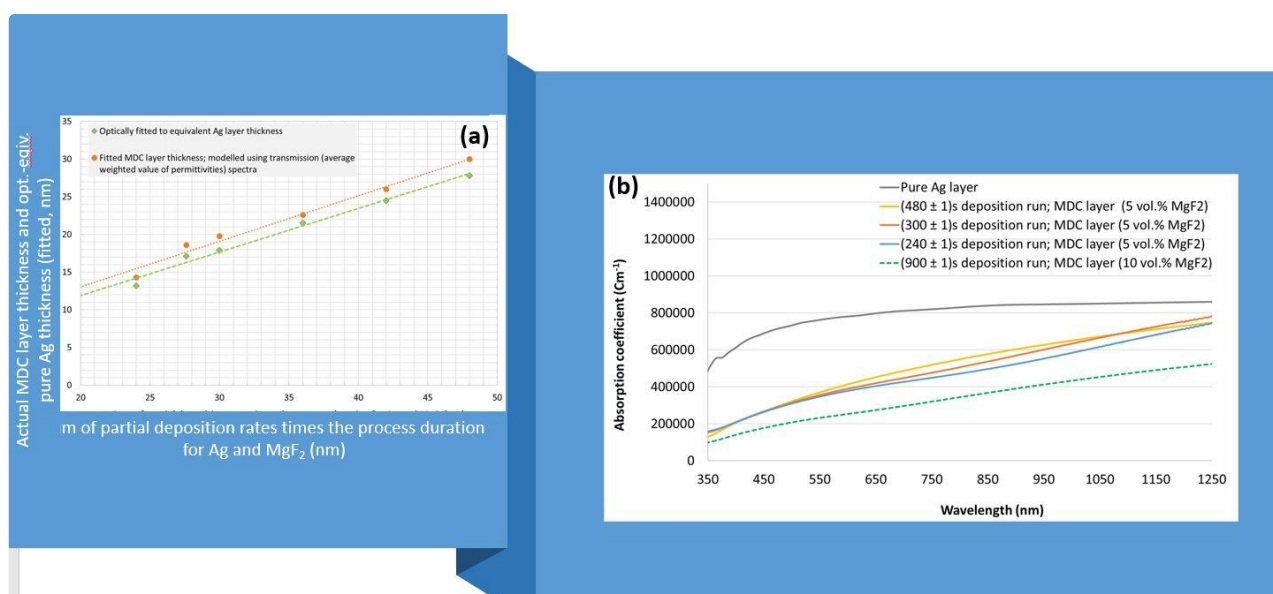 Actual MDC layer thickness and opt.-eqiv.
pure Ag thickness (fitted, nm)
(a)
Optically fitted to equivalent Ag layer thickness
Fitted MDC layer thickness; modelled using transmission (average
weighted value of permittivities) spectra
35
30
25
20
15
10
5
0
20 25 30 35 40 45 50
of partial deposition rates times the process duration
for Ag and MgF₂ (nm)
(b)
Pure Ag layer
(480 ± 1)s deposition run; MDC layer (5 vol.% MgF2)
(300 ± 1)s deposition run; MDC layer (5 vol.% MgF2)
(240 ± 1)s deposition run; MDC layer (5 vol.% MgF2)
(900 ± 1)s deposition run; MDC layer (10 vol.% MgF2)
Absorption coefficient (Cm⁻¹)
1400000
1200000
1000000
800000
600000
400000
200000
0
350 450 550 650 750 850 950 1050 1150 1250
Wavelength (nm)